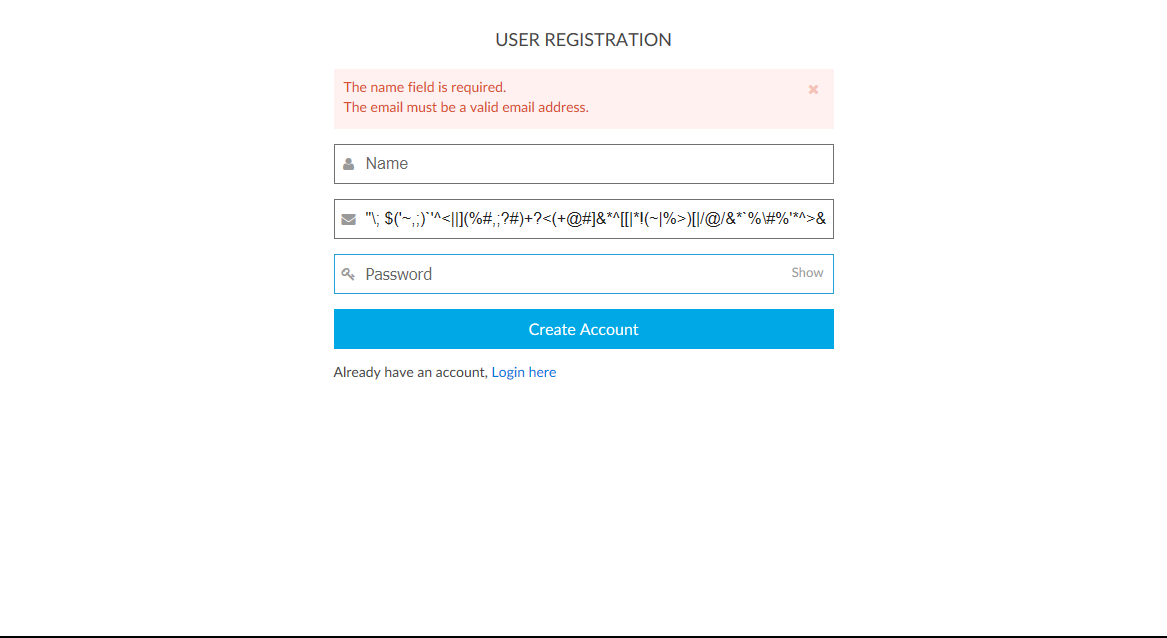 USER REGISTRATION
The name field is required.
The email must be a valid email address.
Name
"\; $('~,;)`'^<||](%#,;?#)+?<(+@#]&*^[[|*!(~|%>)[|/@/&*`%\#%'*^>&
Password
Show
Create Account
Already have an account, Login here